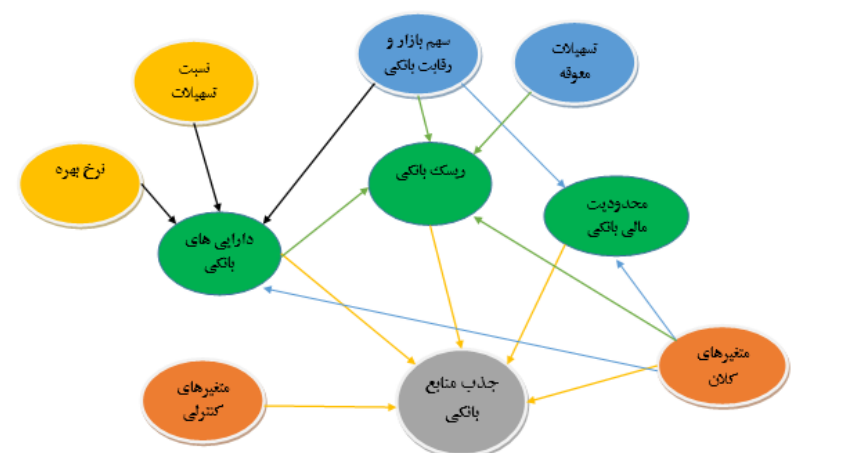 سهم بازار و
رقابت بانکی
تسهیلات
معوقه
نسبت
تسهیلات
نرخ بهره
ریسک بانکی
محدودیت
مالی بانکی
دارایی های
بانکی
متغیرهای
کلان
جذب منابع
بانکی
متغیرهای
کنترلی